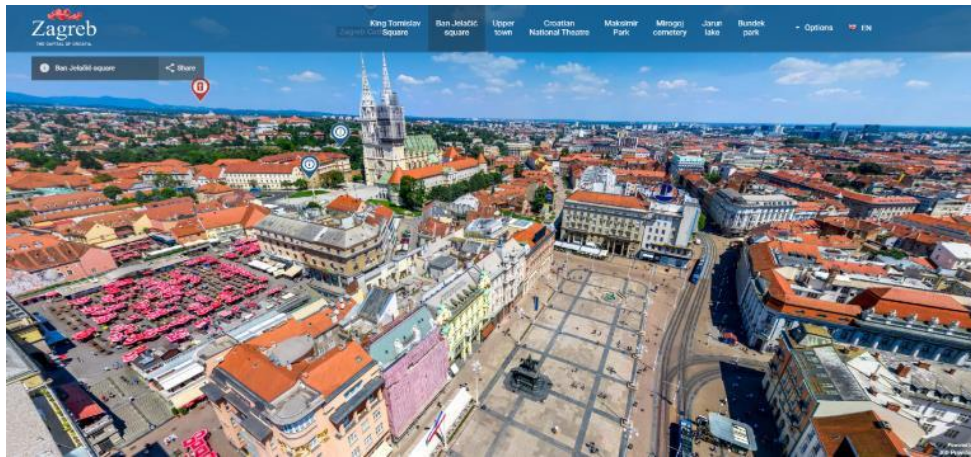 Zagreb
THE CAPITAL OF CROATIA
King Tomislav
Square
Ban Jelačić
square
Upper
town
Croatian
National Theatre
Maksimir
Park
Mirogoj
cemetery
Jarun
lake
Bundek
park
Options
EN
Ban Jelačić square
Share